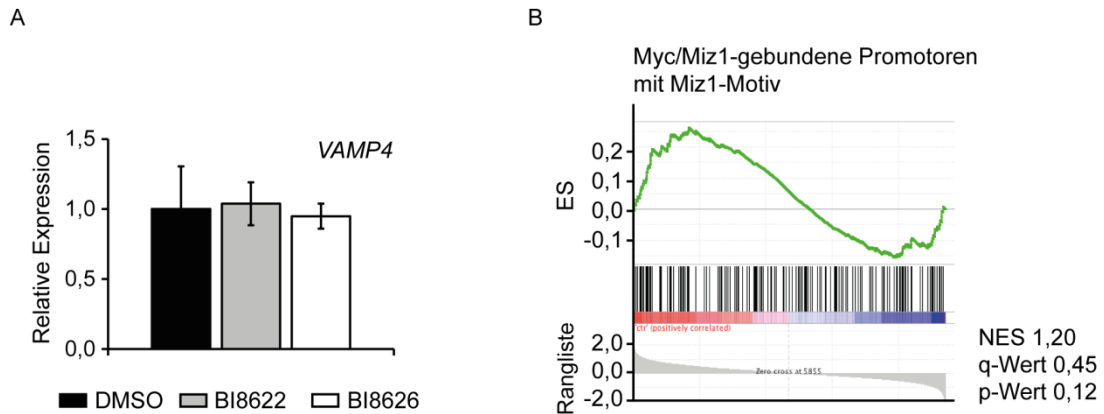 A
VAMP4
Relative Expression
1,5
1,0
0,5
0,0
DMSO BI8622 BI8626
B
Myc/Miz1-gebundene Promotoren
mit Miz1-Motiv
ES
0,2
0,1
0,0
-0,1
'ctr' (positively correlated)
Rangliste
2,0
0,0
-2,0
Zero cross at 5855
NES 1,20
q-Wert 0,45
p-Wert 0,12